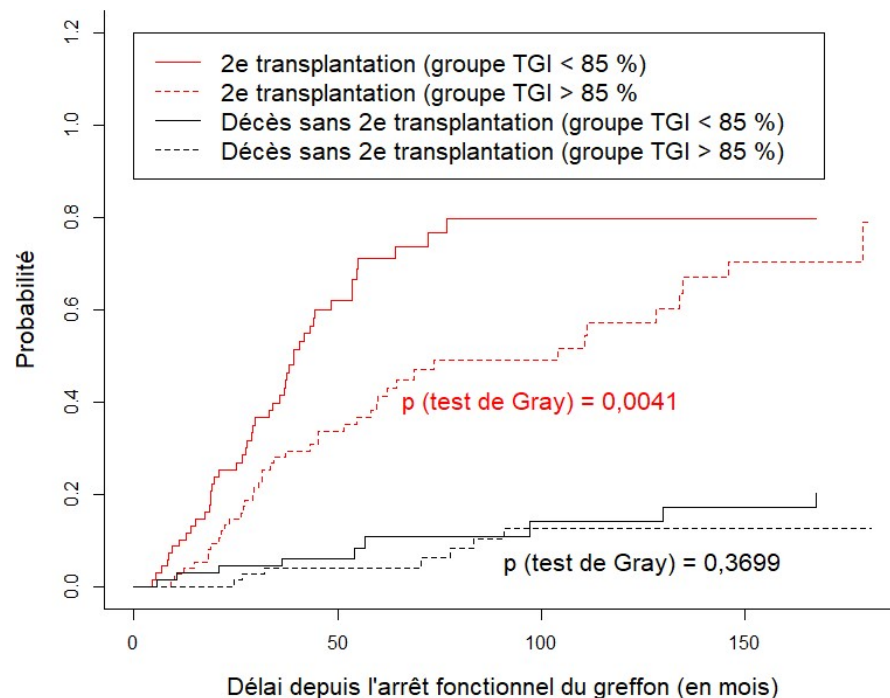 2e transplantation (groupe TGI < 85 %)
2e transplantation (groupe TGI > 85 %
Décès sans 2e transplantation (groupe TGI < 85 %)
Décès sans 2e transplantation (groupe TGI > 85 %)
Probabilité
1.2
1.0
0.8
0.6
0.4
0.2
0.0
p (test de Gray) = 0,0041
p (test de Gray) = 0,3699
0 50 100 150
Délai depuis l'arrêt fonctionnel du greffon (en mois)